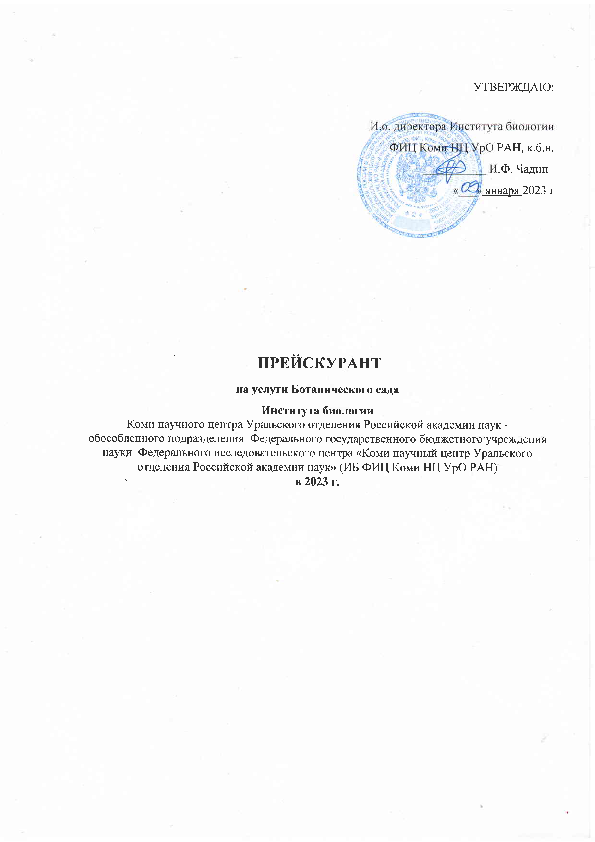 УТВЕРЖДАЮ:
И.о. директора Института биологии
ФИЦ Коми НЦ УрО РАН, к.б.н.
И.Ф. Чадин
« » января 2023 г
ПРЕЙСКУРАНТ
на услуги Ботанического сада
Института биологии
Коми научного центра Уральского отделения Российской академии наук -
обособленного подразделения Федерального государственного бюджетного учреждения
науки Федерального исследовательского центра «Коми научный центр Уральского
отделения Российской академии наук» (ИБ ФИЦ Коми НЦ УрО РАН)
в 2023 г.